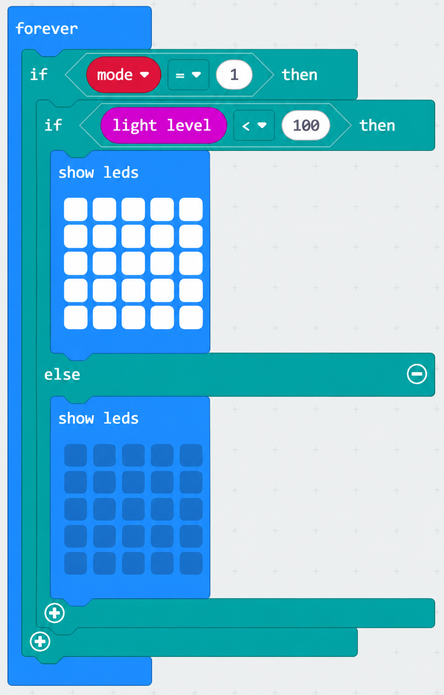 forever
if mode = 1 then
if light level < 100 then
show leds
else
show leds